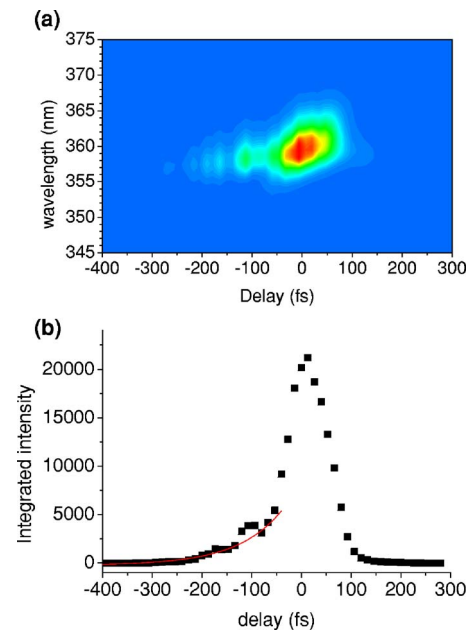 (a)
375
370
365
360
355
350
345
wavelength (nm)
-400 -300 -200 -100 0 100 200 300
Delay (fs)
(b)
20000
15000
10000
5000
0
Integrated intensity
-400 -300 -200 -100 0 100 200 300
delay (fs)